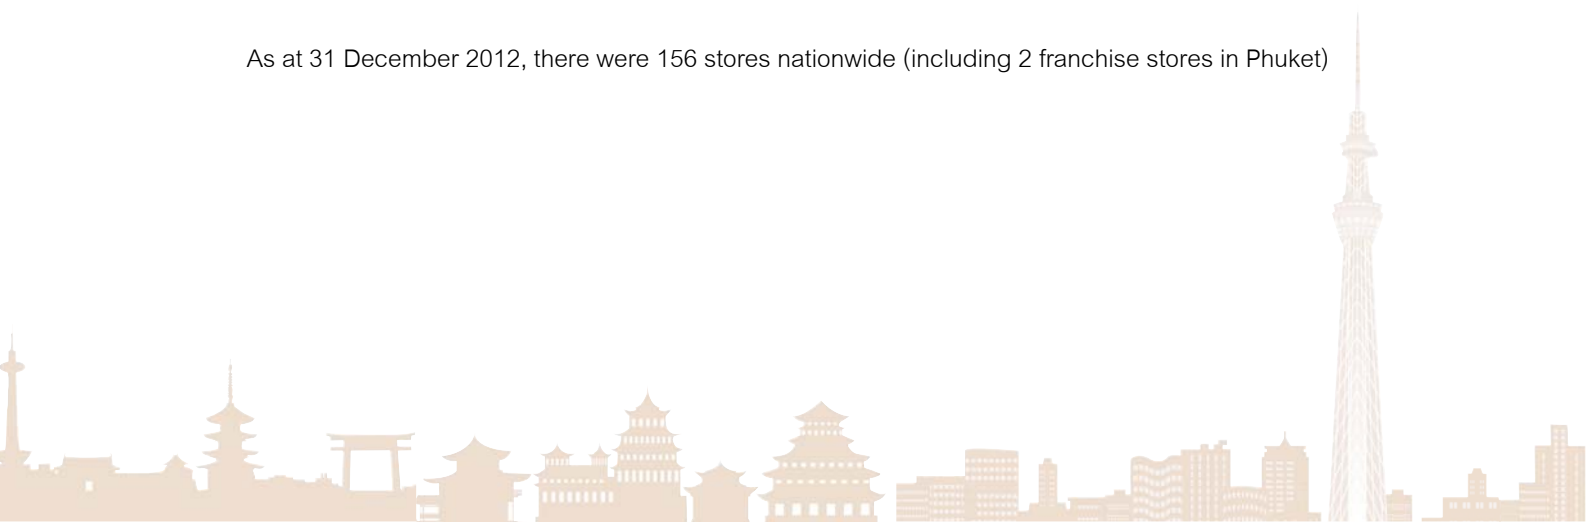 As at 31 December 2012, there were 156 stores nationwide (including 2 franchise stores in Phuket)